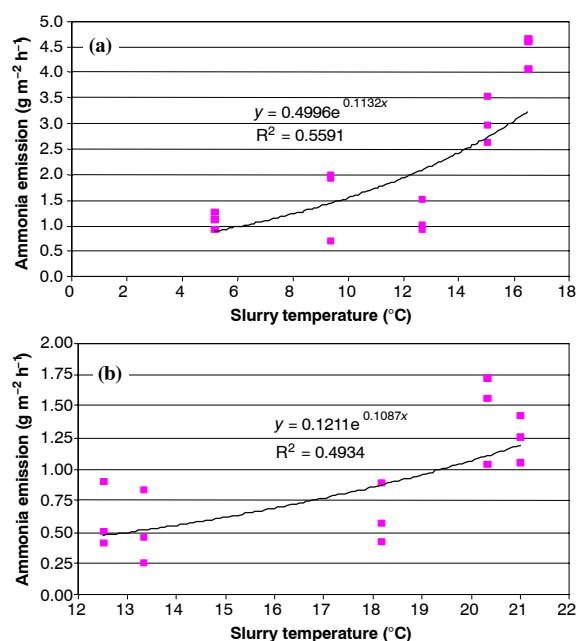 (a)
Ammonia emission (g m⁻² h⁻¹)
5.0
4.5
4.0
3.5
3.0
2.5
2.0
1.5
1.0
0.5
0.0
y = 0.4996e^0.1132x
R² = 0.5591
0 2 4 6 8 10 12 14 16 18
Slurry temperature (°C)
(b)
Ammonia emission (g m⁻² h⁻¹)
2.00
1.75
1.50
1.25
1.00
0.75
0.50
0.25
0.00
y = 0.1211e^0.1087x
R² = 0.4934
12 13 14 15 16 17 18 19 20 21 22
Slurry temperature (°C)